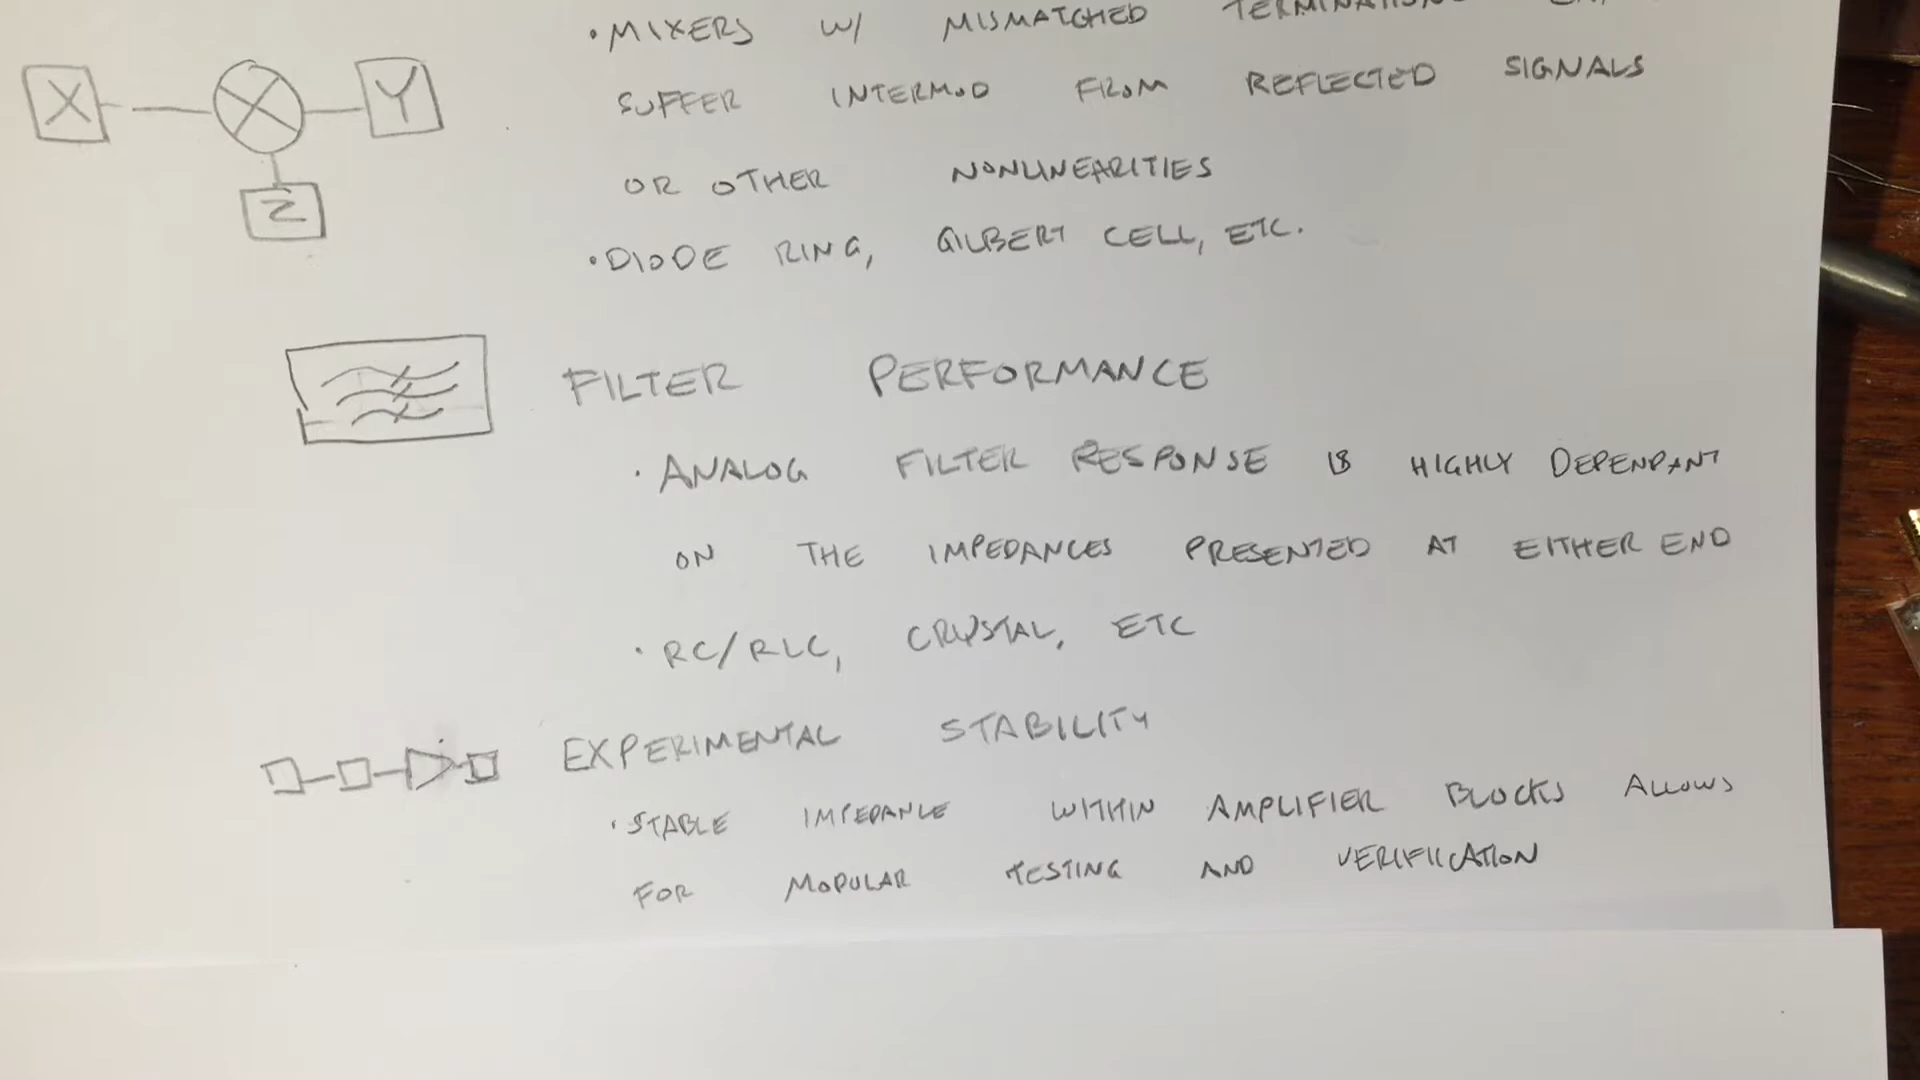 • MIXERS W/ MISMATCHED TERMINATIONS
X
Y
Z
SUFFER INTERMOD FROM REFLECTED SIGNALS
OR OTHER NONLINEARITIES
• DIODE RING, GILBERT CELL, ETC.
FILTER PERFORMANCE
• ANALOG FILTER RESPONSE IS HIGHLY DEPENDANT
ON THE IMPEDANCES PRESENTED AT EITHER END
• RC/RLC, CRYSTAL, ETC
EXPERIMENTAL STABILITY
• STABLE IMPEDANCE WITHIN AMPLIFIER BLOCKS ALLOWS
FOR MODULAR TESTING AND VERIFICATION